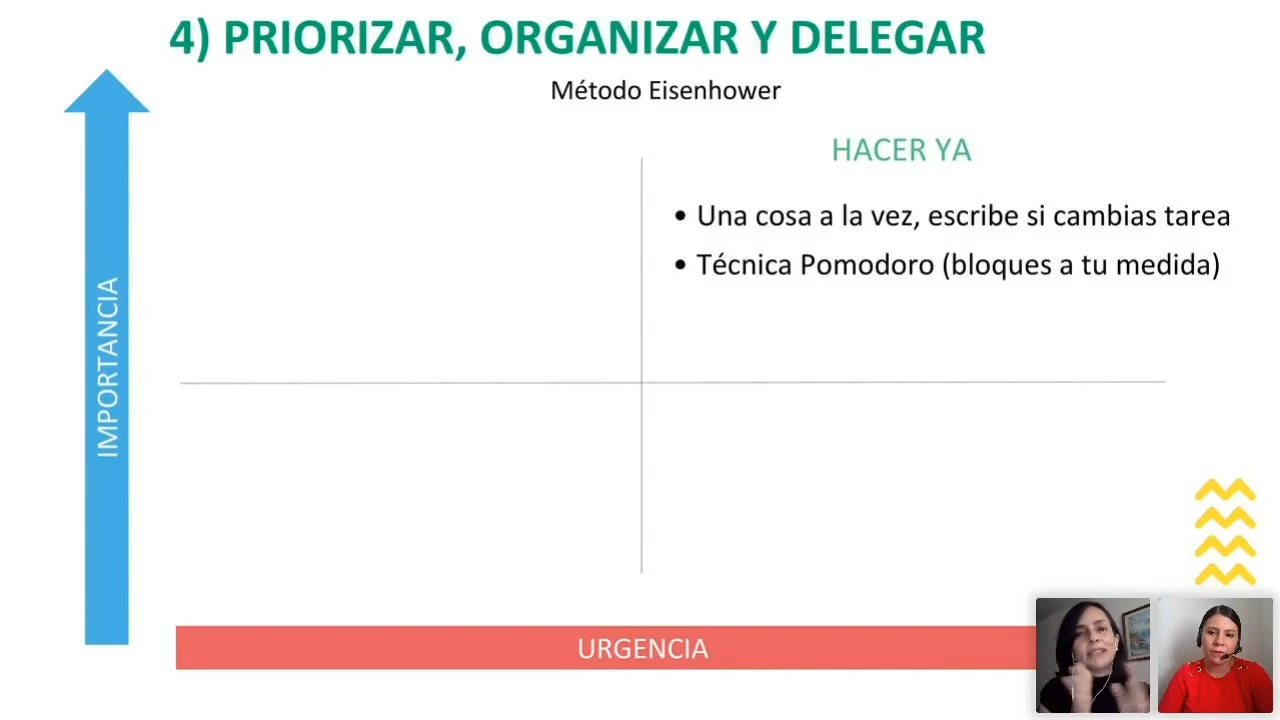 4) PRIORIZAR, ORGANIZAR Y DELEGAR
Método Eisenhower
HACER YA
• Una cosa a la vez, escribe si cambias tarea
• Técnica Pomodoro (bloques a tu medida)
IMPORTANCIA
URGENCIA